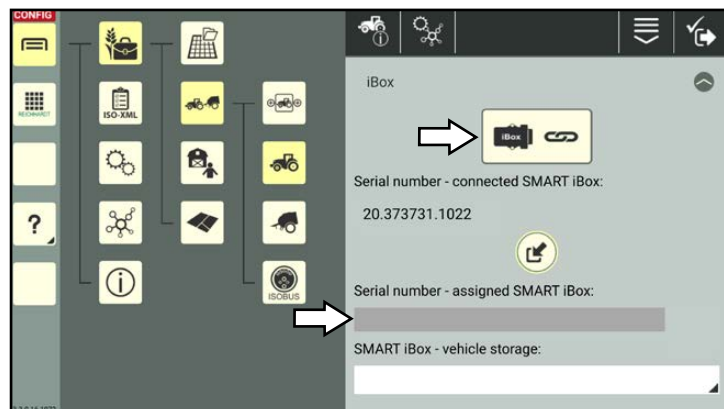 CONFIG
REICHHARDT
ISO-XML
?
ISOBUS
iBox
iBox
Serial number - connected SMART iBox:
20.373731.1022
Serial number - assigned SMART iBox:
SMART iBox - vehicle storage: